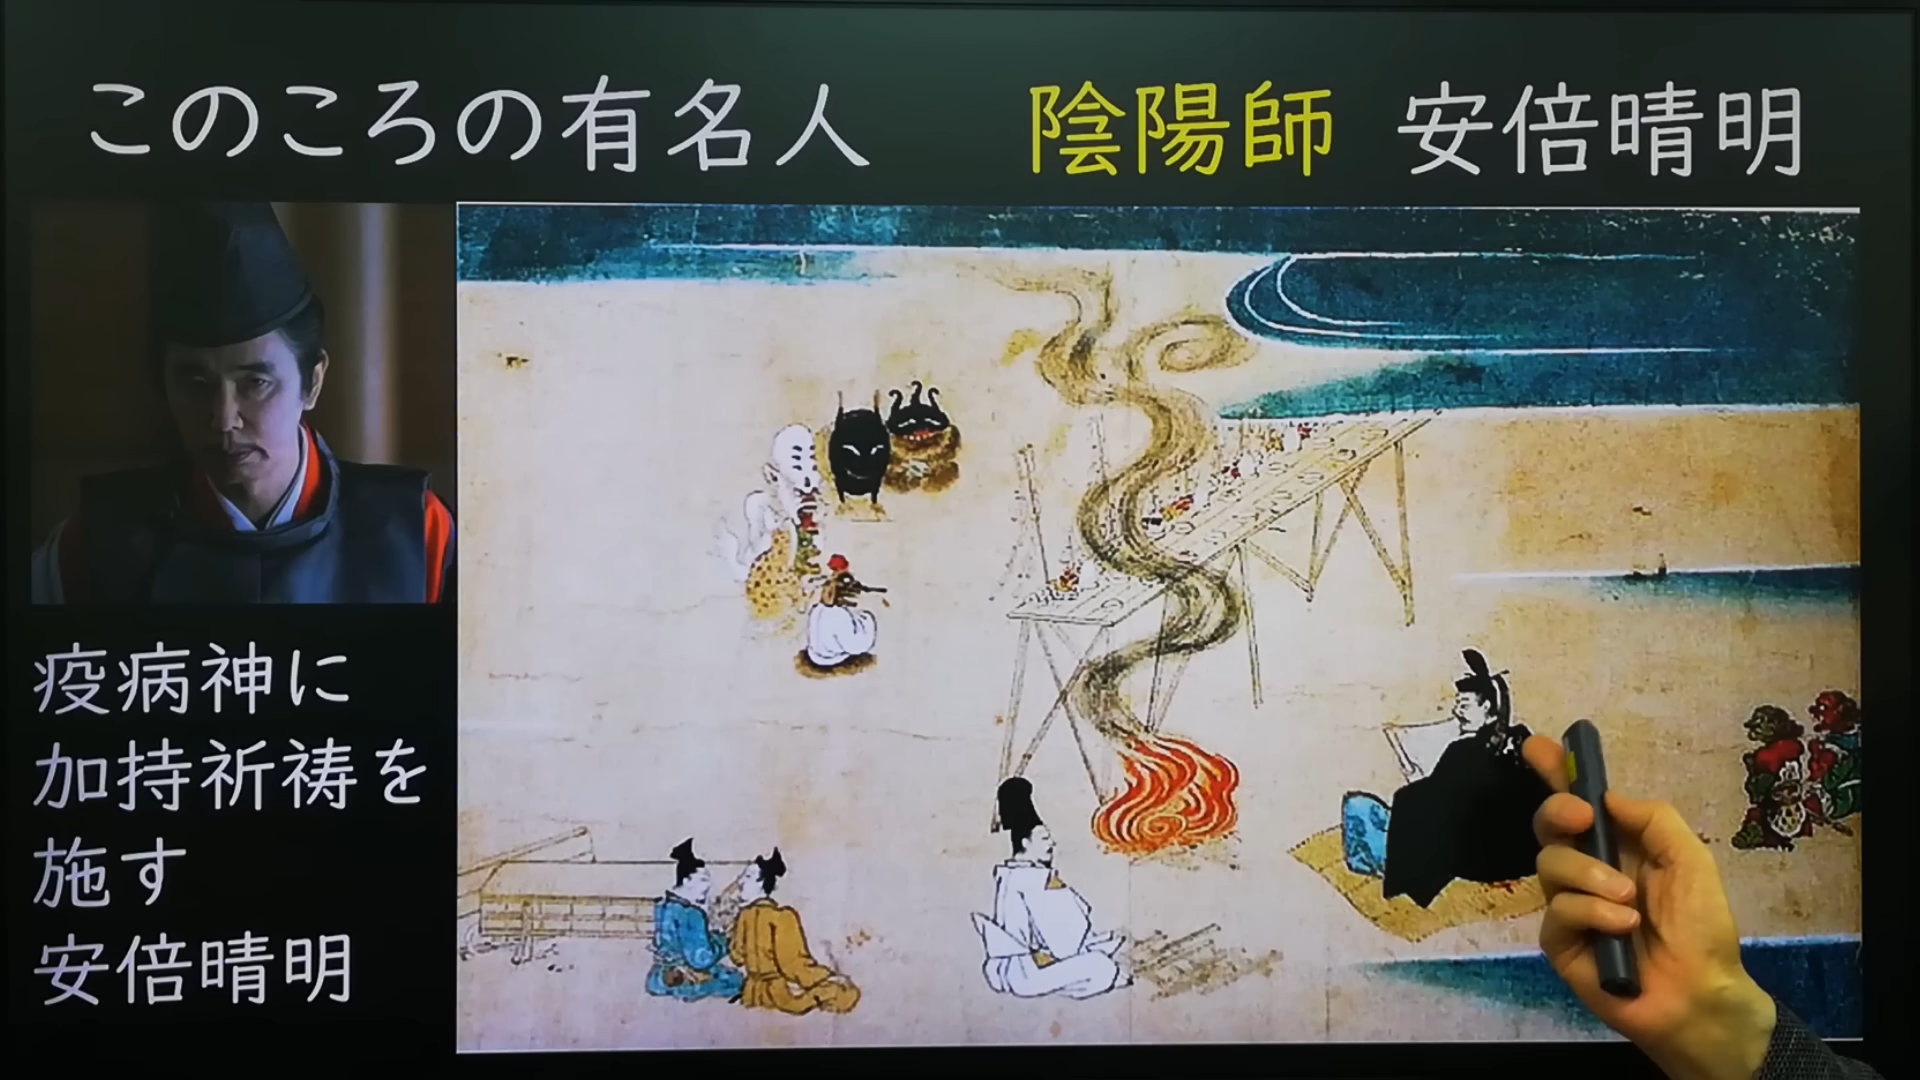 このころの有名人 陰陽師 安倍晴明
疫病神に
加持祈祷を
施す
安倍晴明